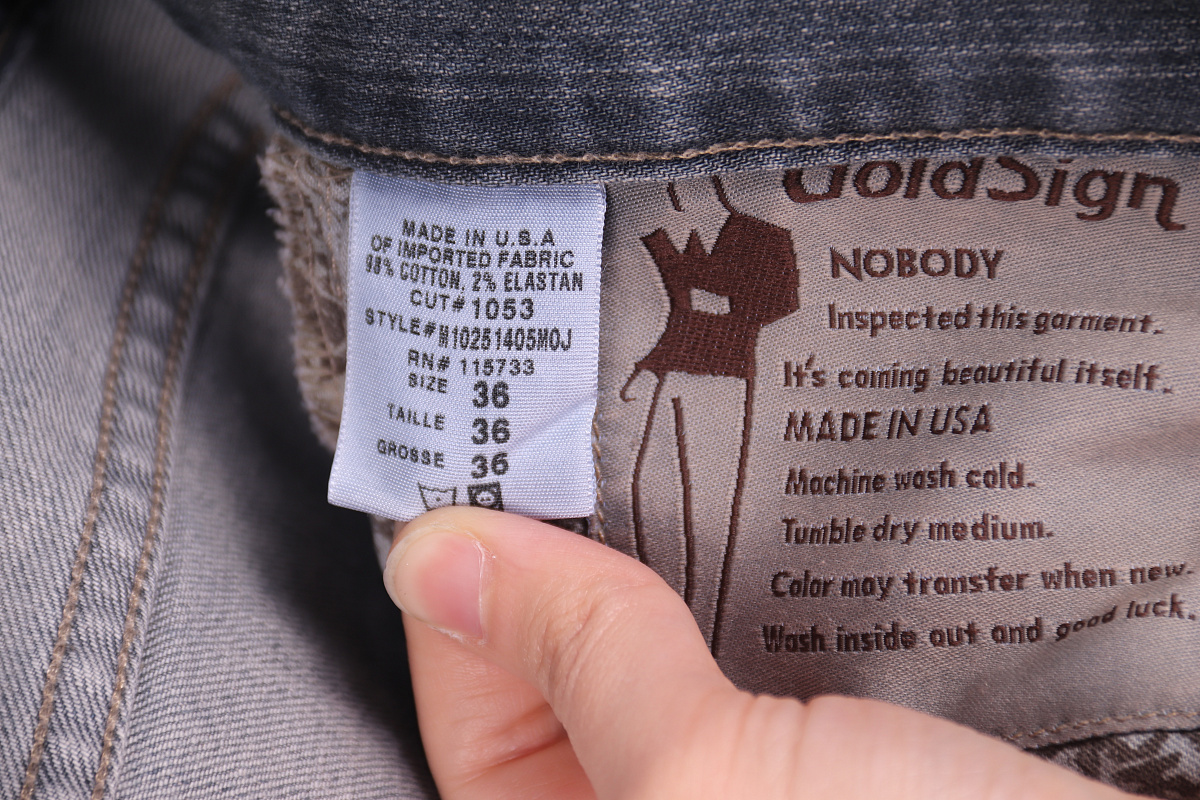 MADE IN U.S.A
OF IMPORTED FABRIC
98% COTTON, 2% ELASTAN
CUT# 1053
STYLE# M10251405MOJ
RN# 115733
SIZE 36
TAILLE 36
GROSSE 36
GoldSign
NOBODY
Inspected this garment.
It's coming beautiful itself.
MADE IN USA
Machine wash cold.
Tumble dry medium.
Color may transfer when new.
Wash inside out and good luck.